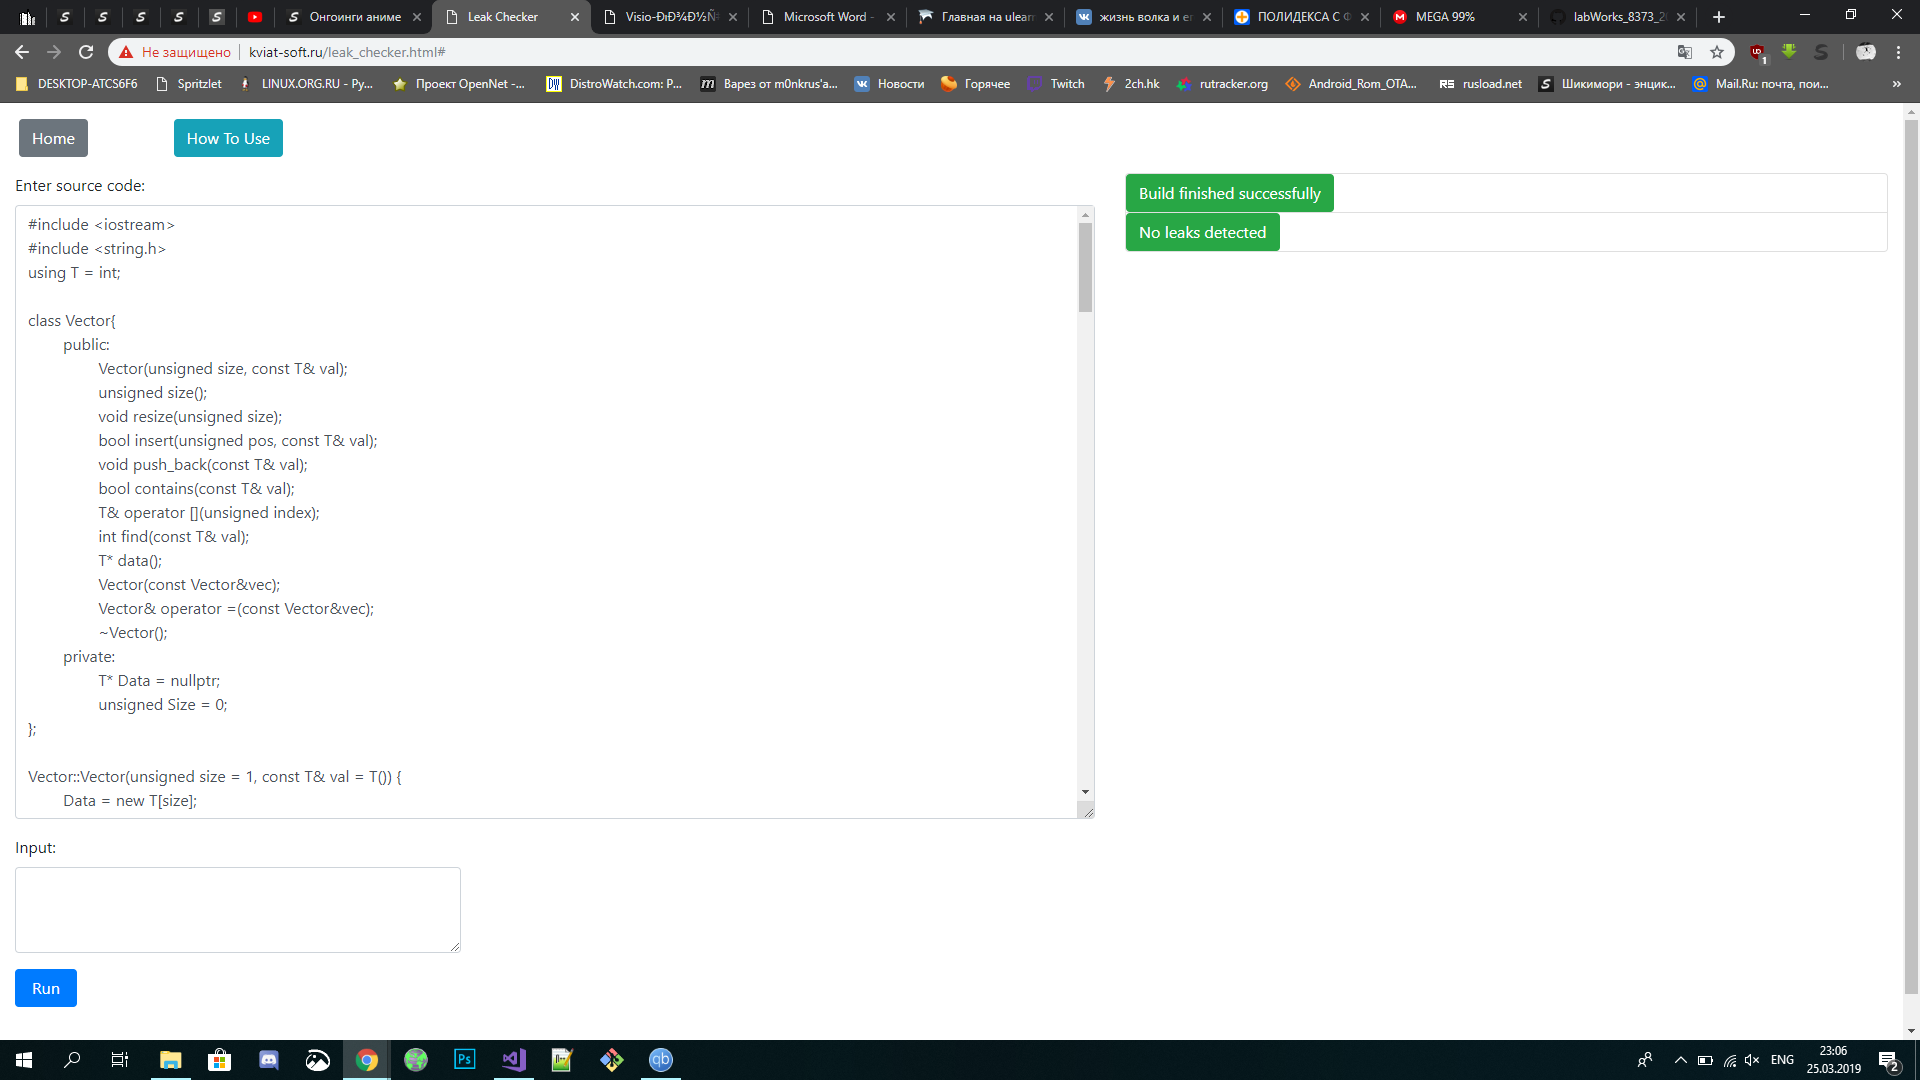 Онгоинги аниме
Leak Checker
Visio-ÐÐ¾Ð½Ñ
Microsoft Word -
Главная на ulearn
жизнь волка и ег
ПОЛИДЕКСА С Ф
MEGA 99%
labWorks_8373_20
Не защищено
kviat-soft.ru/leak_checker.html#
DESKTOP-ATCS6F6
Spritzlet
LINUX.ORG.RU - Ру...
Проект OpenNet -...
DistroWatch.com: P...
Варез от m0nkrus'a...
Новости
Горячее
Twitch
2ch.hk
rutracker.org
Android_Rom_OTA...
rusload.net
Шикимори - энцик...
Mail.Ru: почта, пои...
»
Home
How To Use
Enter source code:
#include <iostream>
#include <string.h>
using T = int;
class Vector{
public:
Vector(unsigned size, const T& val);
unsigned size();
void resize(unsigned size);
bool insert(unsigned pos, const T& val);
void push_back(const T& val);
bool contains(const T& val);
T& operator [](unsigned index);
int find(const T& val);
T* data();
Vector(const Vector&vec);
Vector& operator =(const Vector&vec);
~Vector();
private:
T* Data = nullptr;
unsigned Size = 0;
};
Vector::Vector(unsigned size = 1, const T& val = T()) {
Data = new T[size];
Build finished successfully
No leaks detected
Input:
Run
Ps
qb
ENG
23:06
25.03.2019
2